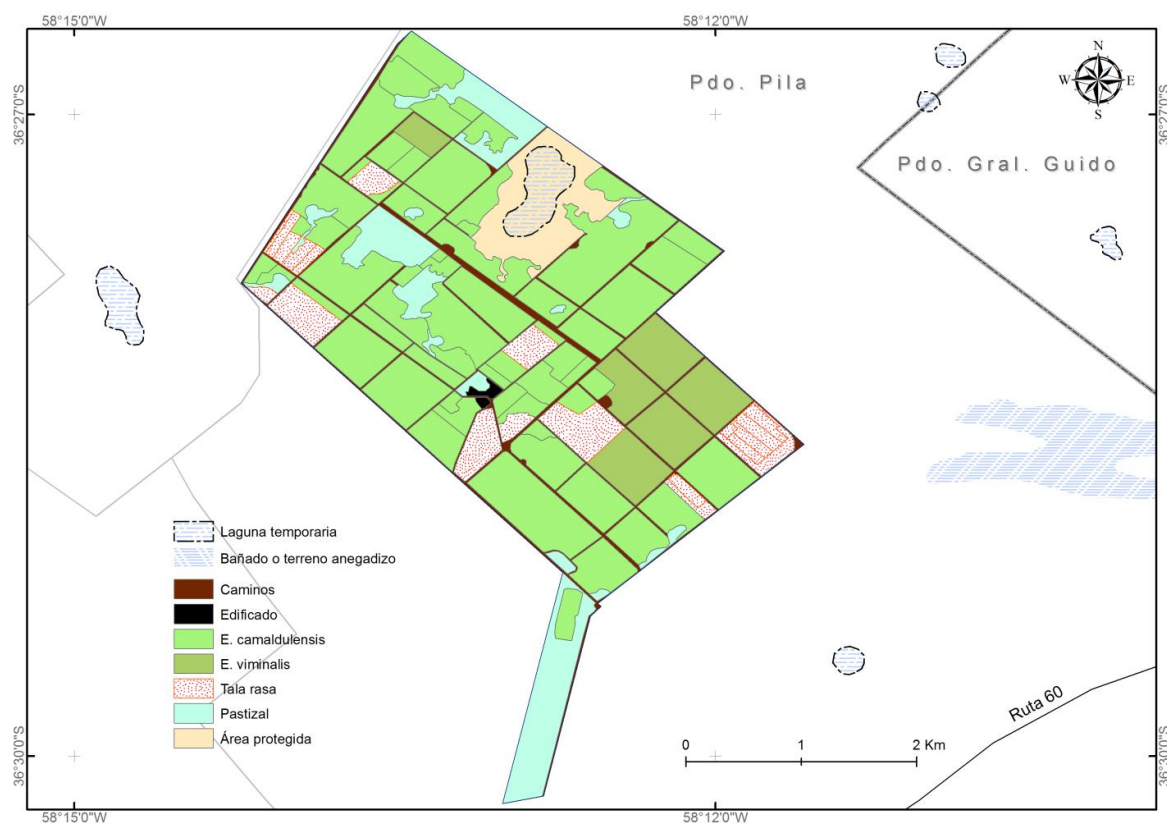 58°15'0"W
58°12'0"W
36°27'0"S
36°27'0"S
Pdo. Pila
N
W
E
S
Pdo. Gral. Guido
Laguna temporaria
Bañado o terreno anegadizo
Caminos
Edificado
E. camaldulensis
E. viminalis
Tala rasa
Pastizal
Área protegida
Ruta 60
0
1
2 Km
36°30'0"S
36°30'0"S
58°15'0"W
58°12'0"W